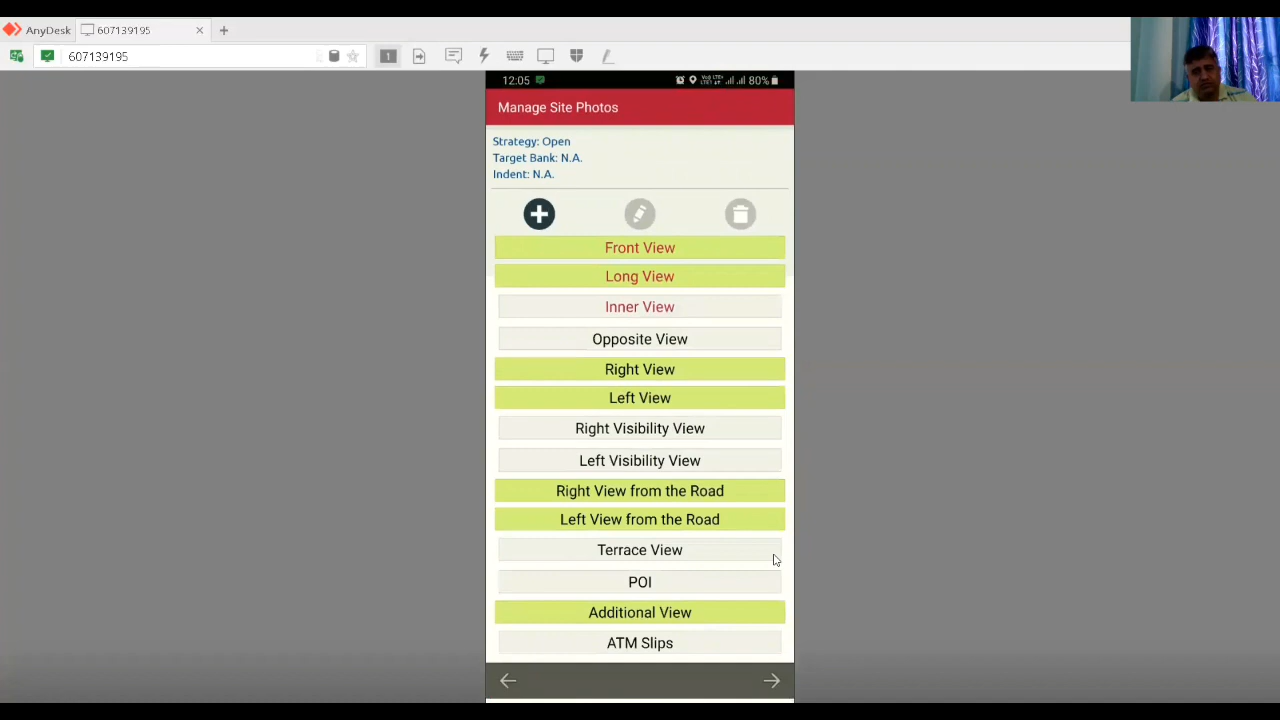 AnyDesk
607139195
607139195
1
12:05
80%
Manage Site Photos
Strategy: Open
Target Bank: N.A.
Indent: N.A.
Front View
Long View
Inner View
Opposite View
Right View
Left View
Right Visibility View
Left Visibility View
Right View from the Road
Left View from the Road
Terrace View
POI
Additional View
ATM Slips